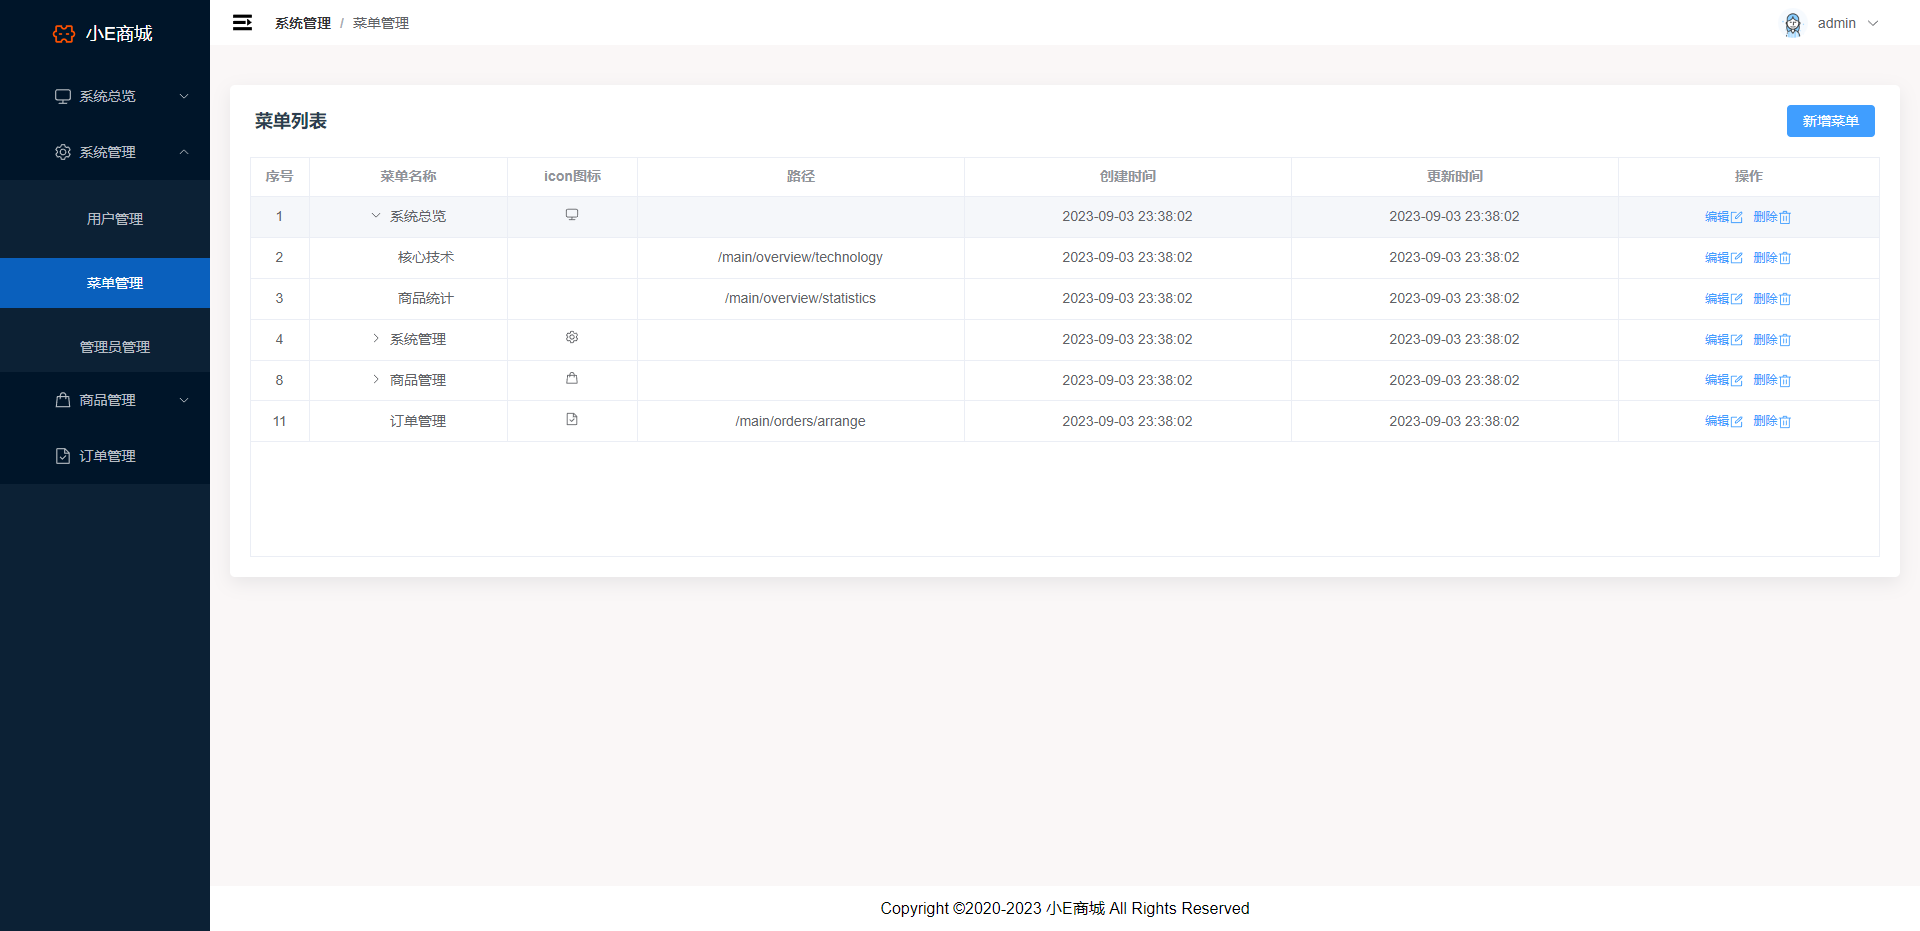 小E商城
系统总览
系统管理
用户管理
菜单管理
管理员管理
商品管理
订单管理
系统管理 / 菜单管理
admin
菜单列表
新增菜单
序号 菜单名称 icon图标 路径 创建时间 更新时间 操作
1 系统总览 2023-09-03 23:38:02 2023-09-03 23:38:02 编辑 删除
2 核心技术 /main/overview/technology 2023-09-03 23:38:02 2023-09-03 23:38:02 编辑 删除
3 商品统计 /main/overview/statistics 2023-09-03 23:38:02 2023-09-03 23:38:02 编辑 删除
4 系统管理 2023-09-03 23:38:02 2023-09-03 23:38:02 编辑 删除
8 商品管理 2023-09-03 23:38:02 2023-09-03 23:38:02 编辑 删除
11 订单管理 /main/orders/arrange 2023-09-03 23:38:02 2023-09-03 23:38:02 编辑 删除
Copyright ©2020-2023 小E商城 All Rights Reserved